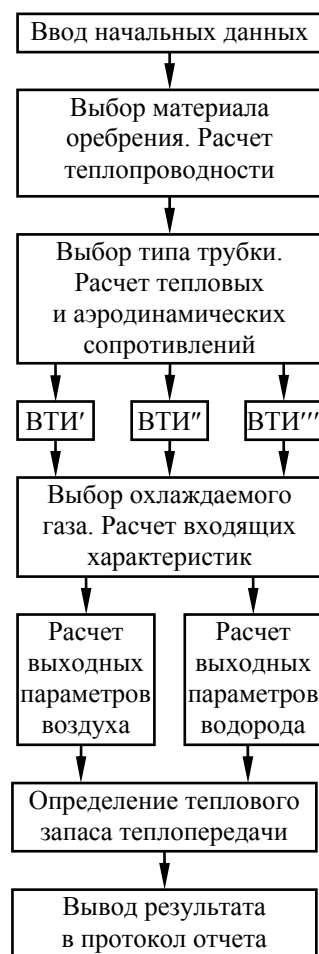 Ввод начальных данных
Выбор материала
оребрения. Расчет
теплопроводности
Выбор типа трубки.
Расчет тепловых
и аэродинамических
сопротивлений
ВТИ′ ВТИ″ ВТИ′′′
Выбор охлаждаемого
газа. Расчет входящих
характеристик
Расчет
выходных
параметров
воздуха
Расчет
выходных
параметров
водорода
Определение теплового
запаса теплопередачи
Вывод результата
в протокол отчета